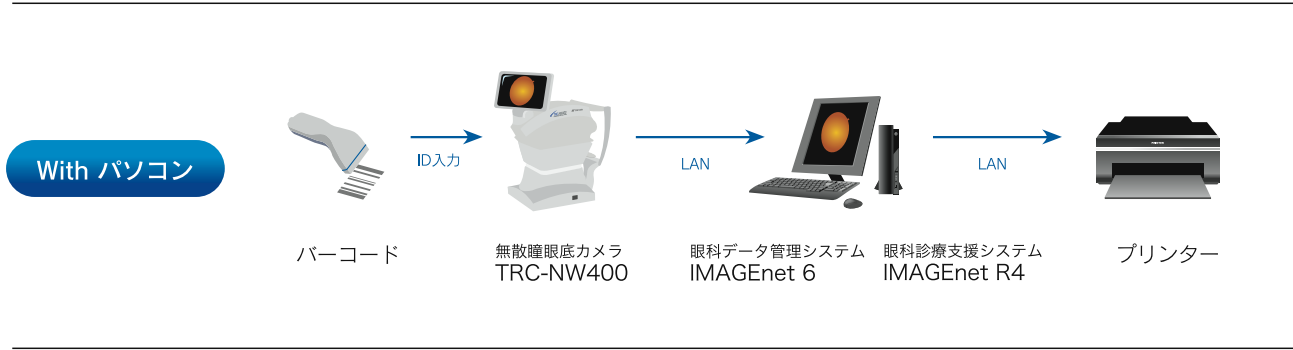 With パソコン
ID入力
LAN
LAN
バーコード
無散瞳眼底カメラ
TRC-NW400
眼科データ管理システム
IMAGEnet 6
眼科診療支援システム
IMAGEnet R4
プリンター